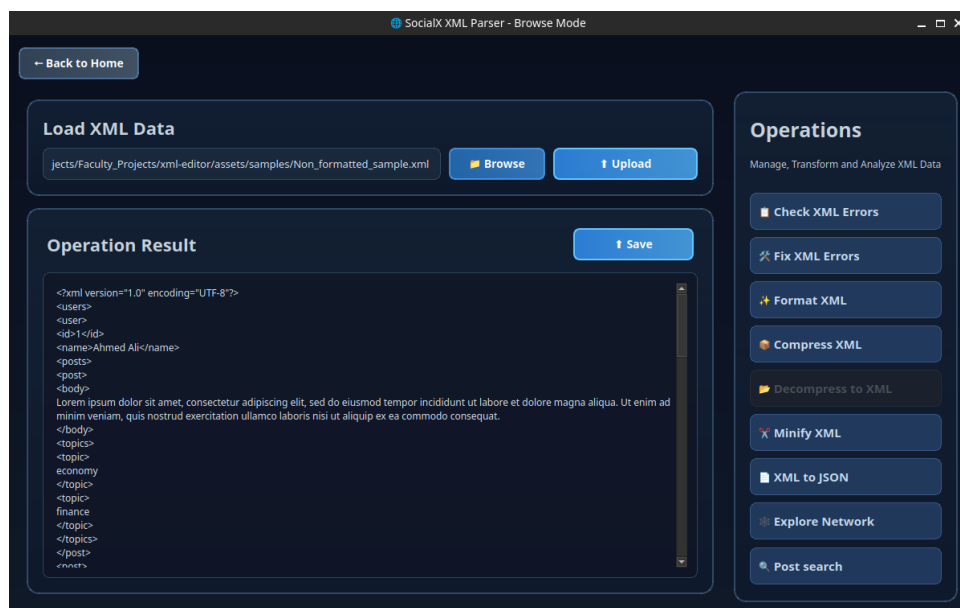 🌐 SocialX XML Parser - Browse Mode
← Back to Home
Load XML Data
jects/Faculty_Projects/xml-editor/assets/samples/Non_formatted_sample.xml
📁 Browse
⬆ Upload
Operation Result
⬆ Save
<?xml version="1.0" encoding="UTF-8"?>
<users>
<user>
<id>1</id>
<name>Ahmed Ali</name>
<posts>
<post>
<body>
Lorem ipsum dolor sit amet, consectetur adipiscing elit, sed do eiusmod tempor incididunt ut labore et dolore magna aliqua. Ut enim ad
minim veniam, quis nostrud exercitation ullamco laboris nisi ut aliquip ex ea commodo consequat.
</body>
<topics>
<topic>
economy
</topic>
<topic>
finance
</topic>
</topics>
</post>
<post>
Operations
Manage, Transform and Analyze XML Data
📋 Check XML Errors
🛠 Fix XML Errors
✨ Format XML
📦 Compress XML
📂 Decompress to XML
✂ Minify XML
📄 XML to JSON
🕸 Explore Network
🔍 Post search